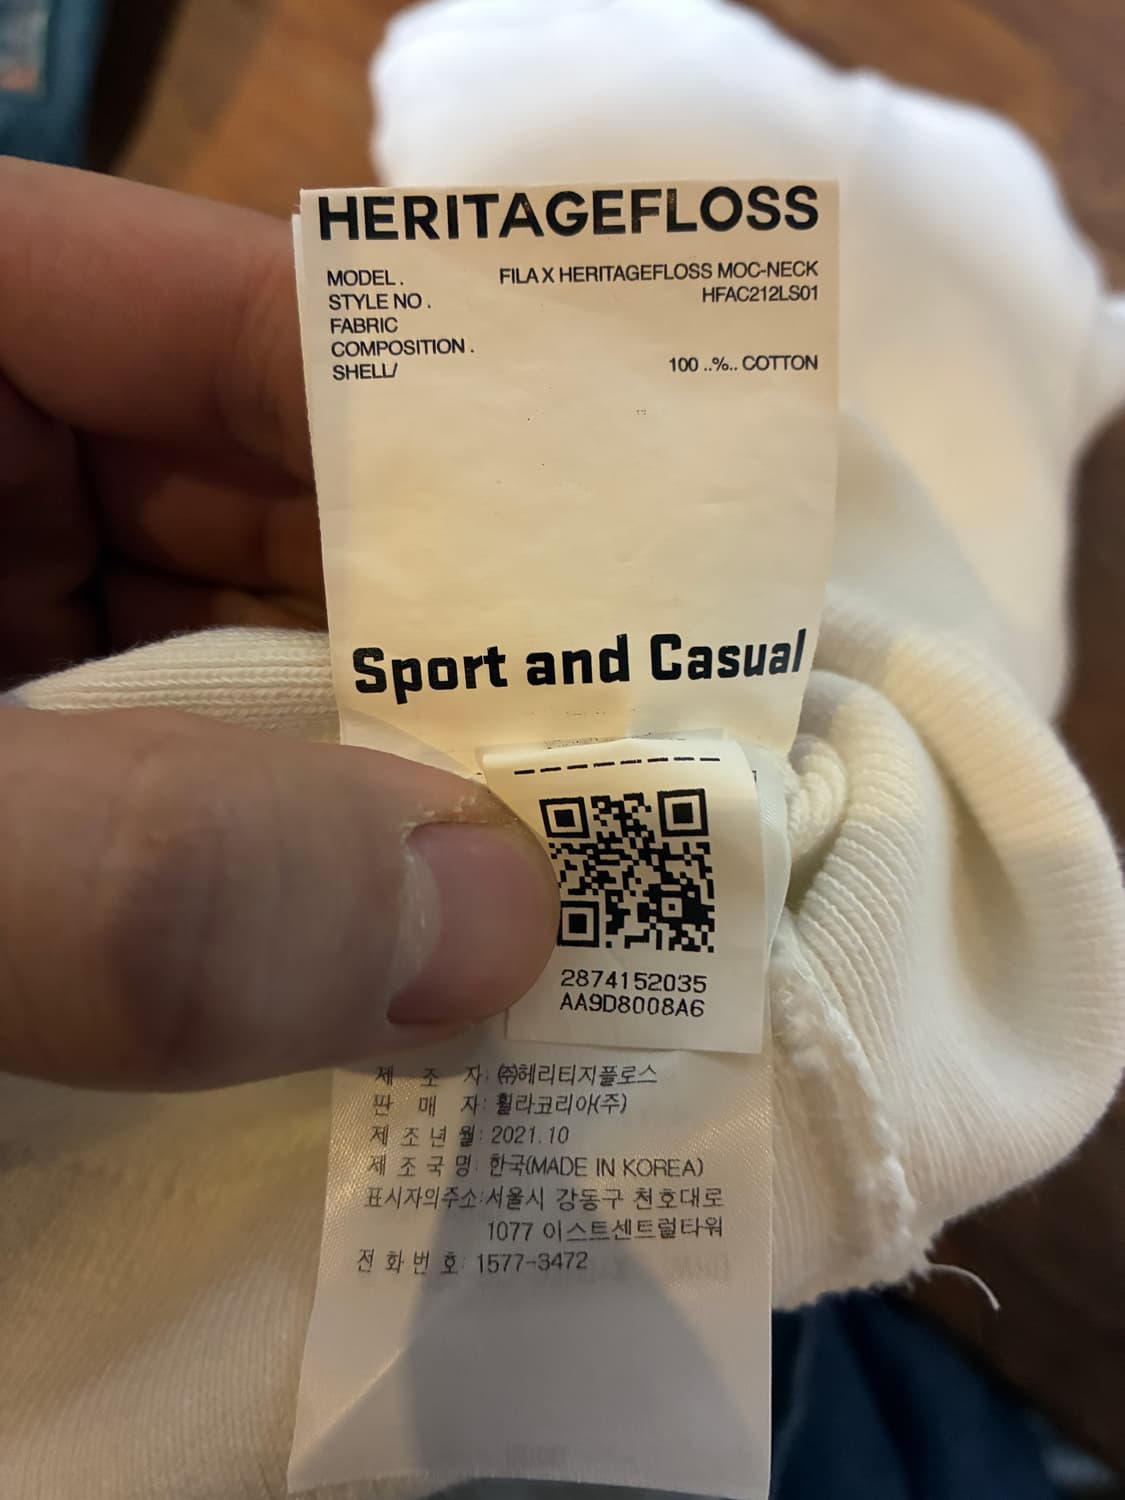 HERITAGEFLOSS
MODEL. FILA X HERITAGEFLOSS MOC-NECK
STYLE NO. HFAC212LS01
FABRIC
COMPOSITION.
SHELL/ 100 ..%.. COTTON
Sport and Casual
2874152035
AA9D8008A6
제 조 자: ㈜헤리티지플로스
판 매 자: 휠라코리아(주)
제 조 년 월: 2021.10
제 조 국 명: 한국(MADE IN KOREA)
표시자의주소:서울시 강동구 천호대로
1077 이스트센트럴타워
전 화 번 호: 1577-3472